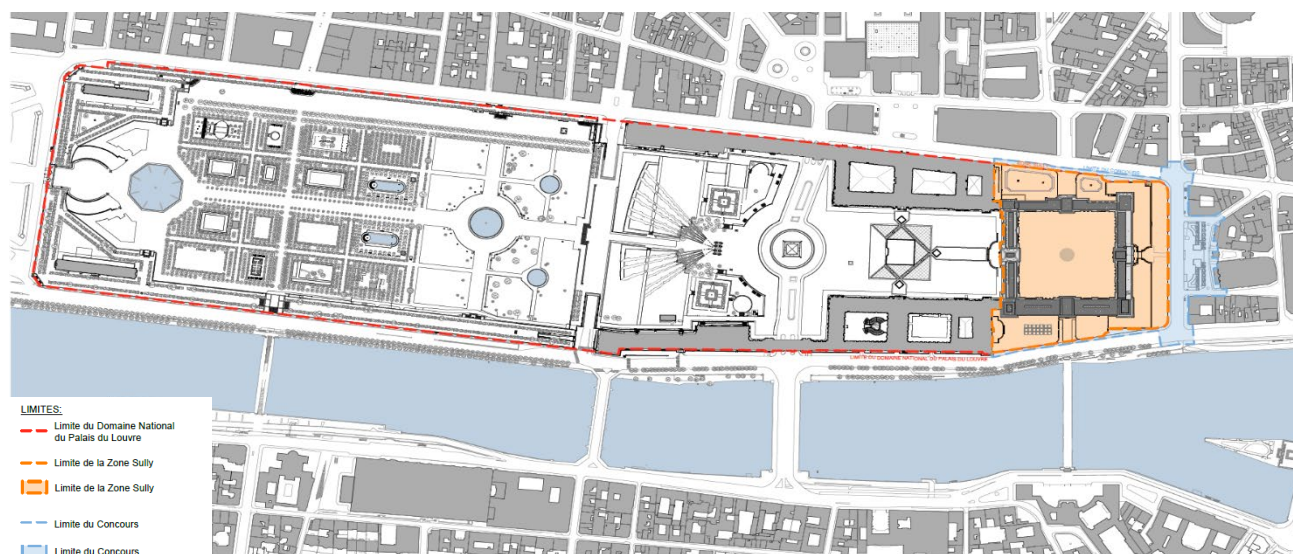 LIMITE DU DOMAINE NATIONAL DU PALAIS DU LOUVRE
LIMITES:
Limite du Domaine National
du Palais du Louvre
Limite de la Zone Sully
Limite de la Zone Sully
Limite du Concours
Limite du Concours